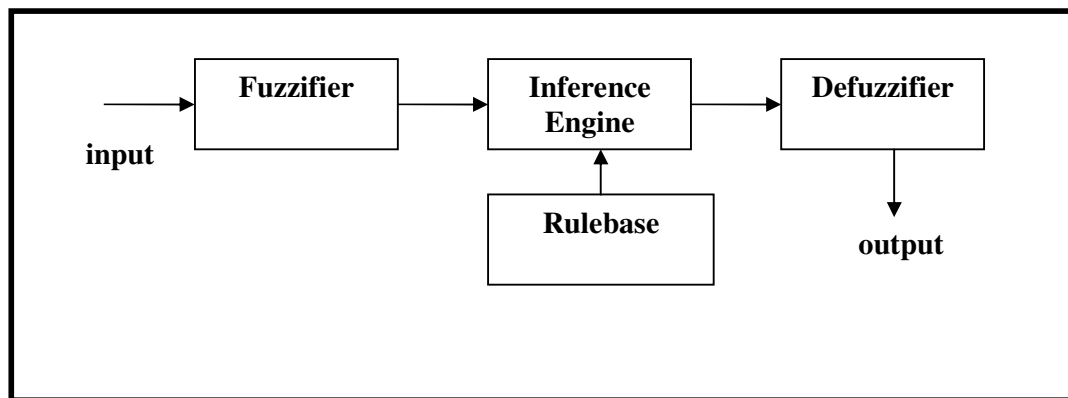 Fuzzifier
Inference
Engine
Defuzzifier
input
Rulebase
output